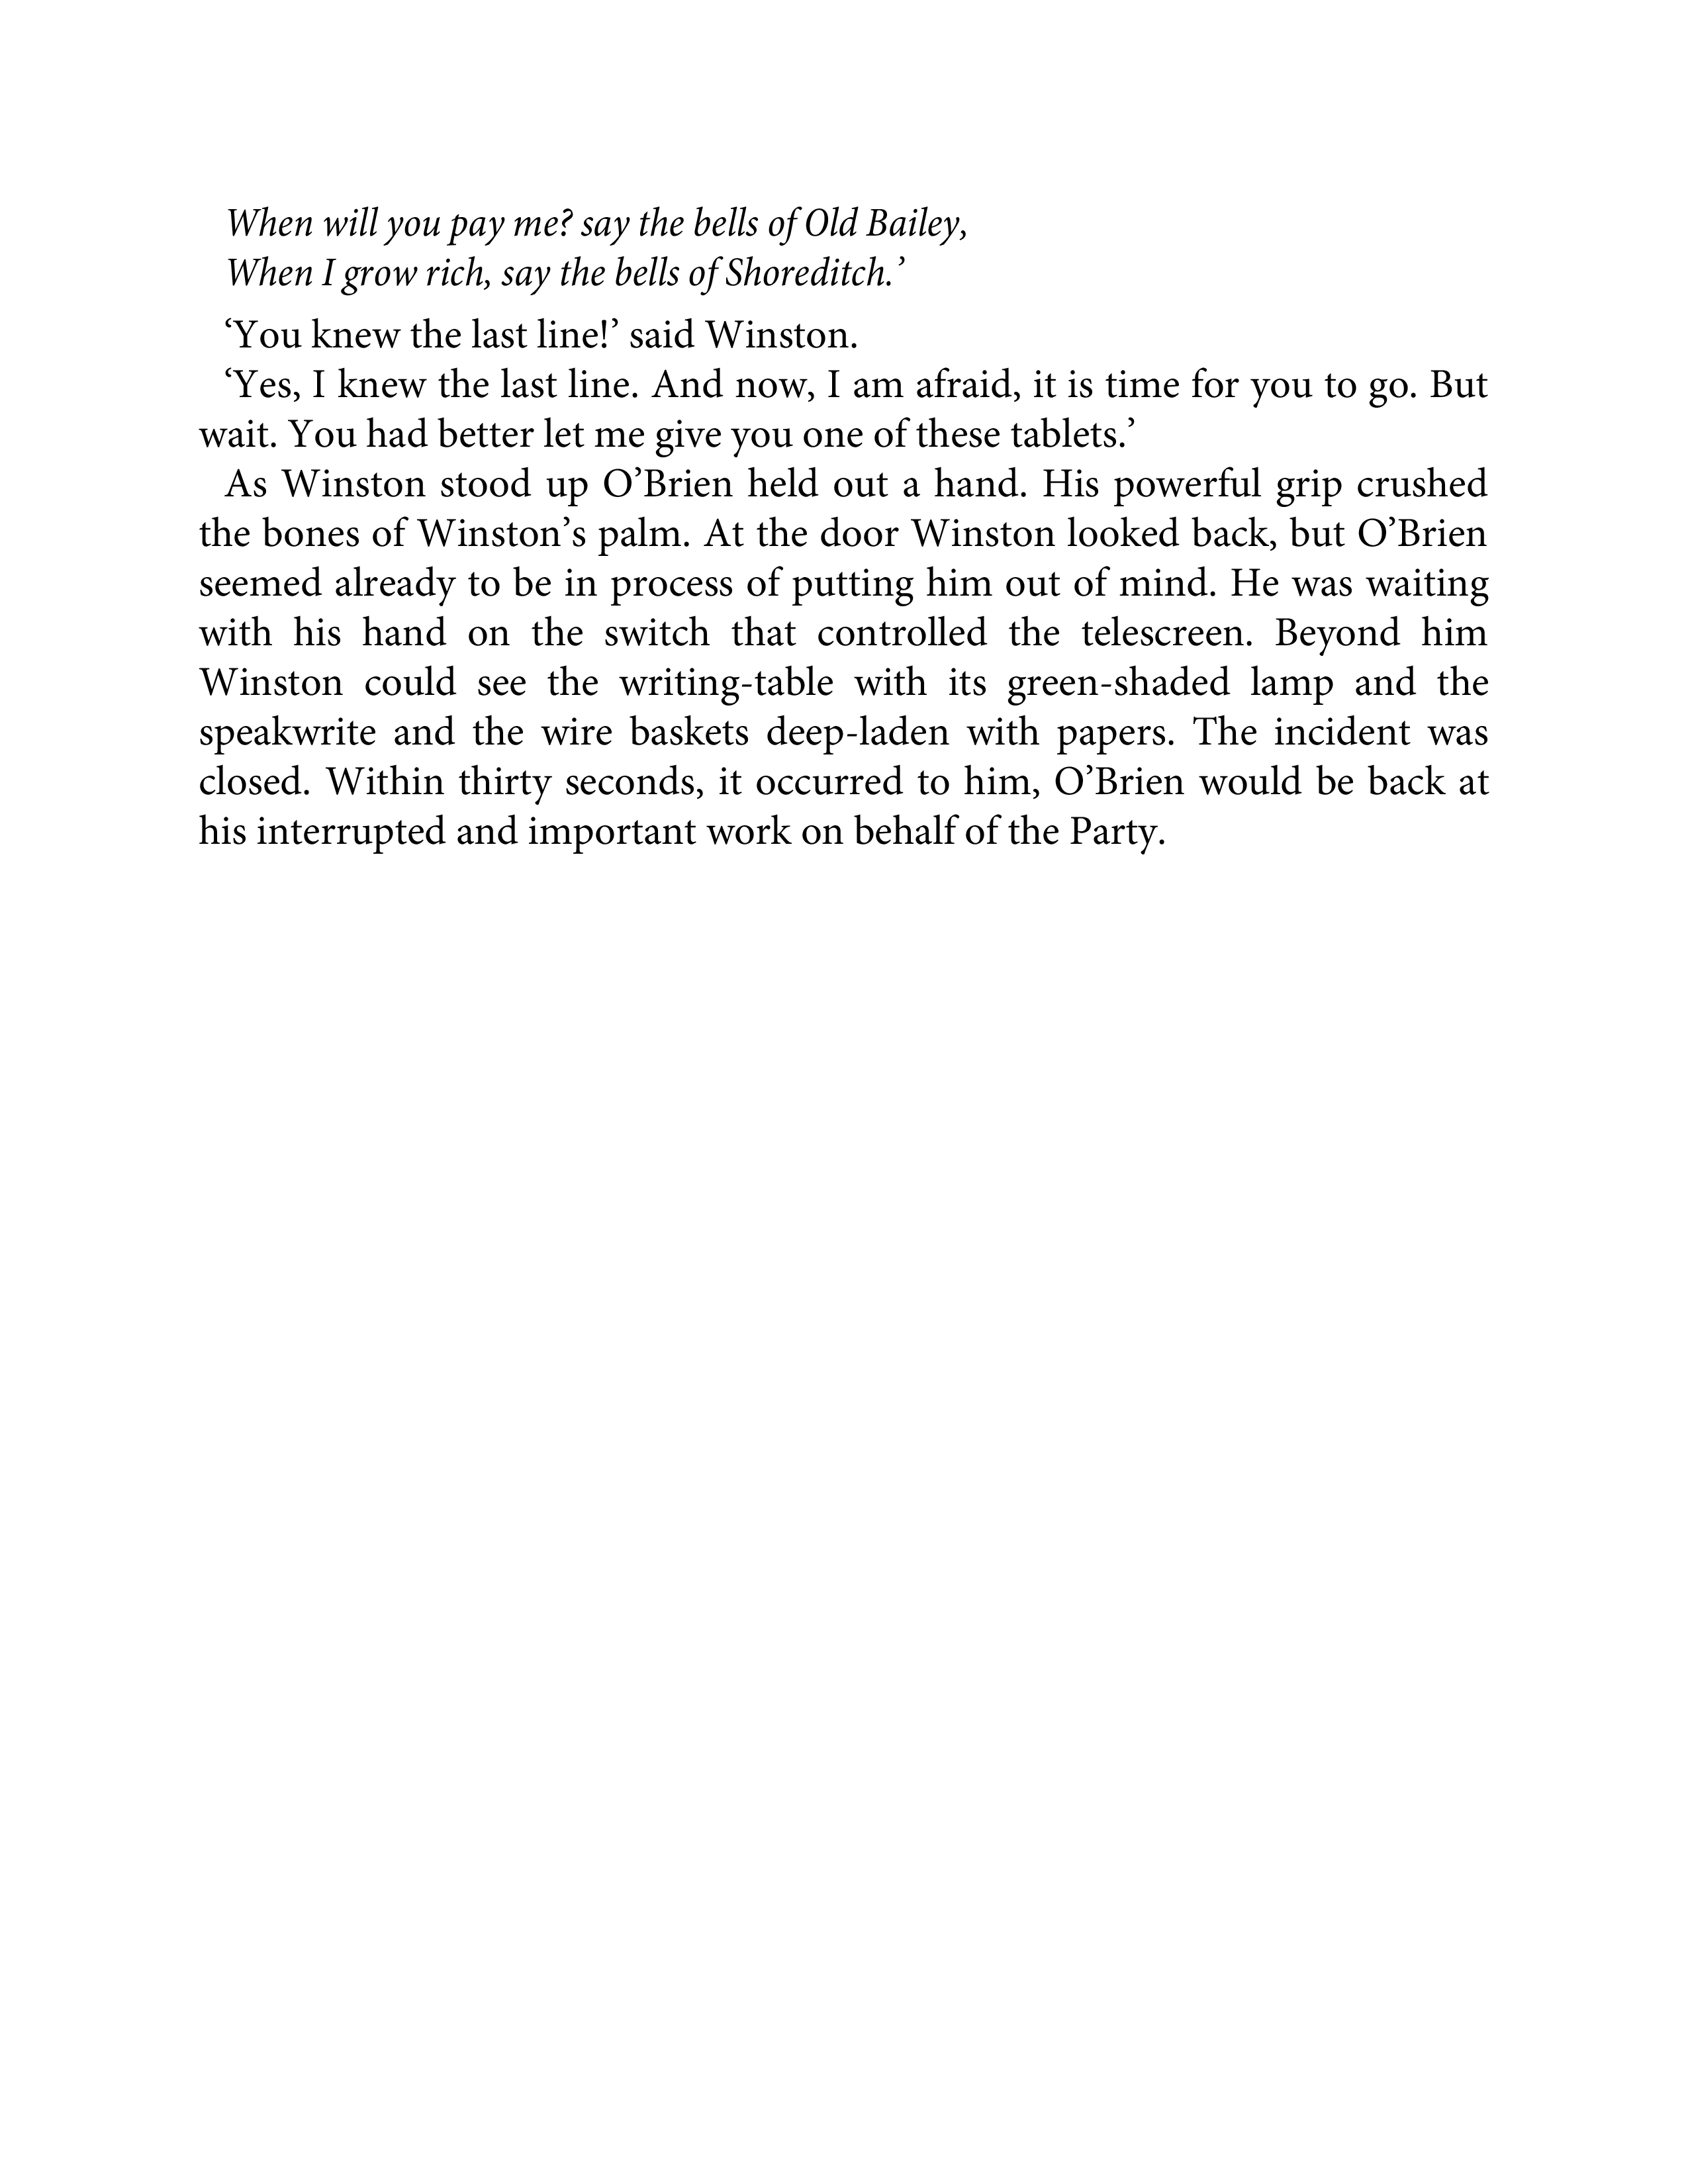 When will you pay me? say the bells of Old Bailey,
When I grow rich, say the bells of Shoreditch.’
‘You knew the last line!’ said Winston.
‘Yes, I knew the last line. And now, I am afraid, it is time for you to go. But
wait. You had better let me give you one of these tablets.’
As Winston stood up O’Brien held out a hand. His powerful grip crushed
the bones of Winston’s palm. At the door Winston looked back, but O’Brien
seemed already to be in process of putting him out of mind. He was waiting
with his hand on the switch that controlled the telescreen. Beyond him
Winston could see the writing-table with its green-shaded lamp and the
speakwrite and the wire baskets deep-laden with papers. The incident was
closed. Within thirty seconds, it occurred to him, O’Brien would be back at
his interrupted and important work on behalf of the Party.